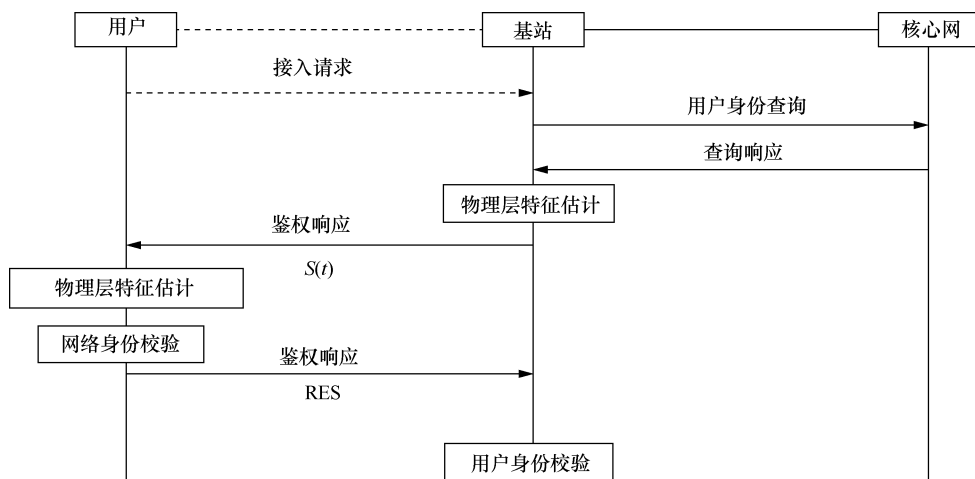 用户
基站
核心网
接入请求
用户身份查询
查询响应
物理层特征估计
鉴权响应
S(t)
物理层特征估计
网络身份校验
鉴权响应
RES
用户身份校验